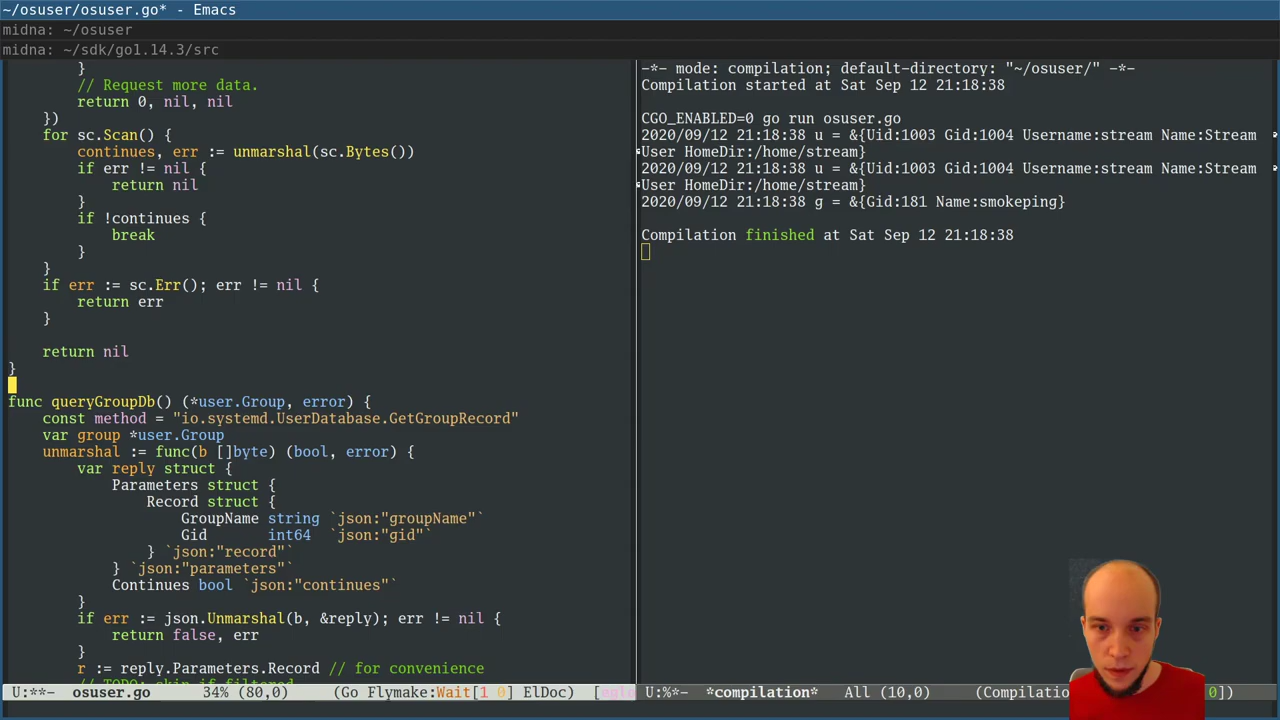 ~/osuser/osuser.go* - Emacs
midna: ~/osuser
midna: ~/sdk/go1.14.3/src
}
// Request more data.
return 0, nil, nil
})
for sc.Scan() {
continues, err := unmarshal(sc.Bytes())
if err != nil {
return nil
}
if !continues {
break
}
}
if err := sc.Err(); err != nil {
return err
}
return nil
}
func queryGroupDb() (*user.Group, error) {
const method = "io.systemd.UserDatabase.GetGroupRecord"
var group *user.Group
unmarshal := func(b []byte) (bool, error) {
var reply struct {
Parameters struct {
Record struct {
GroupName string `json:"groupName"`
Gid int64 `json:"gid"`
} `json:"record"`
} `json:"parameters"`
Continues bool `json:"continues"`
}
if err := json.Unmarshal(b, &reply); err != nil {
return false, err
}
r := reply.Parameters.Record // for convenience
// TODO: skip if filtered
U:**- osuser.go 34% (80,0) (Go Flymake:Wait[1 0] ElDoc) [eglo
-*- mode: compilation; default-directory: "~/osuser/" -*-
Compilation started at Sat Sep 12 21:18:38
CGO_ENABLED=0 go run osuser.go
2020/09/12 21:18:38 u = &{Uid:1003 Gid:1004 Username:stream Name:Stream
User HomeDir:/home/stream}
2020/09/12 21:18:38 u = &{Uid:1003 Gid:1004 Username:stream Name:Stream
User HomeDir:/home/stream}
2020/09/12 21:18:38 g = &{Gid:181 Name:smokeping}
Compilation finished at Sat Sep 12 21:18:38
U:%*- *compilation* All (10,0) (Compilatio 0])